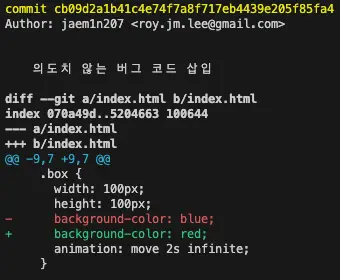 commit cb09d2a1b41c4e74f7a8f717eb4439e205f85fa4
Author: jaem1n207 <roy.jm.lee@gmail.com>
의도치 않는 버그 코드 삽입
diff --git a/index.html b/index.html
index 070a49d..5204663 100644
--- a/index.html
+++ b/index.html
@@ -9,7 +9,7 @@
.box {
width: 100px;
height: 100px;
-      background-color: blue;
+      background-color: red;
animation: move 2s infinite;
}